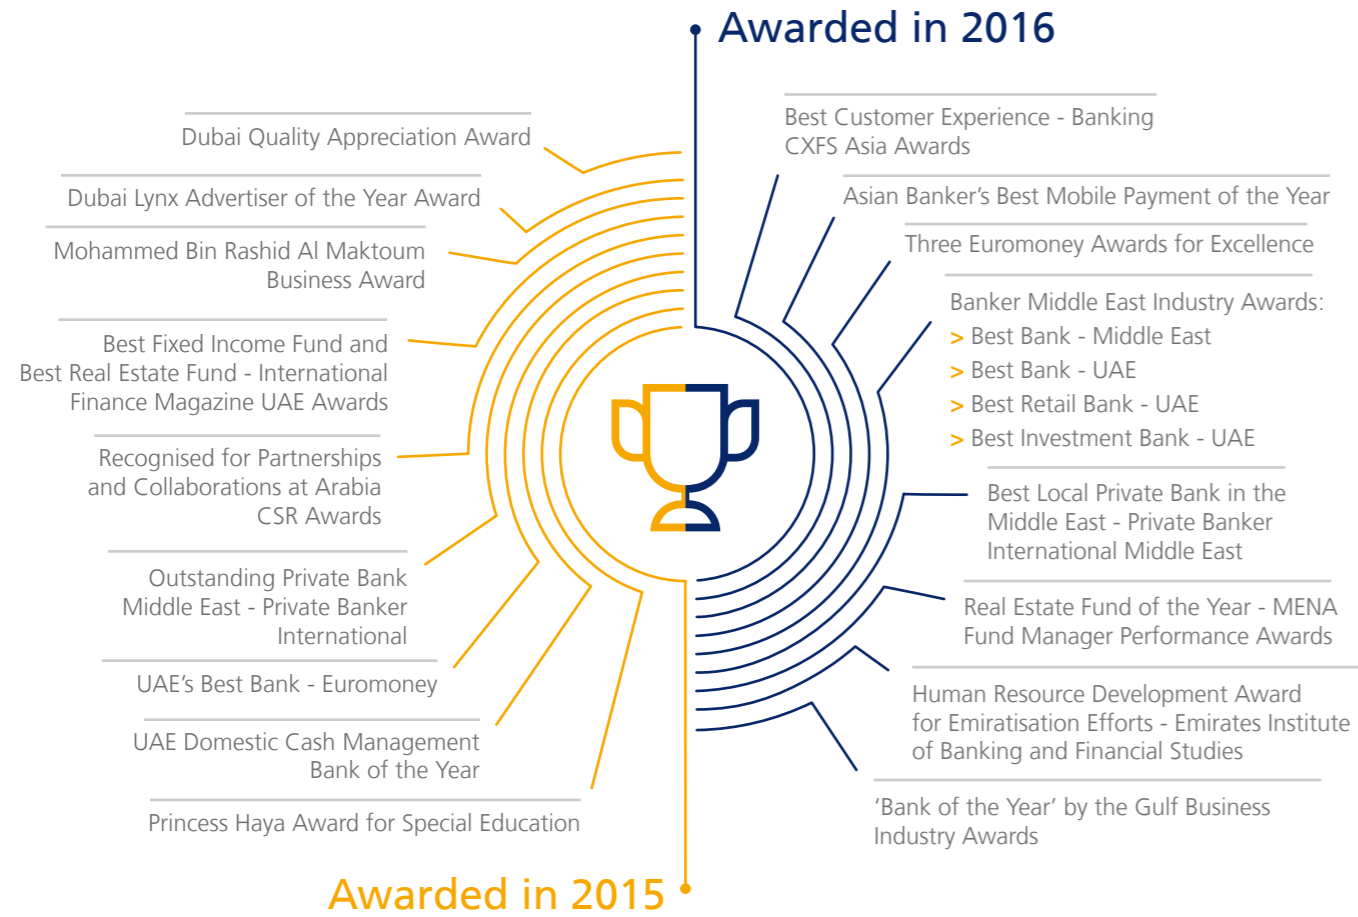 Awarded in 2016
Best Customer Experience - Banking
CXFS Asia Awards
Asian Banker's Best Mobile Payment of the Year
Three Euromoney Awards for Excellence
Banker Middle East Industry Awards:
> Best Bank - Middle East
> Best Bank - UAE
> Best Retail Bank - UAE
> Best Investment Bank - UAE
Best Local Private Bank in the
Middle East - Private Banker
International Middle East
Real Estate Fund of the Year - MENA
Fund Manager Performance Awards
Human Resource Development Award
for Emiratisation Efforts - Emirates Institute
of Banking and Financial Studies
‘Bank of the Year’ by the Gulf Business
Industry Awards
Dubai Quality Appreciation Award
Dubai Lynx Advertiser of the Year Award
Mohammed Bin Rashid Al Maktoum
Business Award
Best Fixed Income Fund and
Best Real Estate Fund - International
Finance Magazine UAE Awards
Recognised for Partnerships
and Collaborations at Arabia
CSR Awards
Outstanding Private Bank
Middle East - Private Banker
International
UAE's Best Bank - Euromoney
UAE Domestic Cash Management
Bank of the Year
Princess Haya Award for Special Education
Awarded in 2015